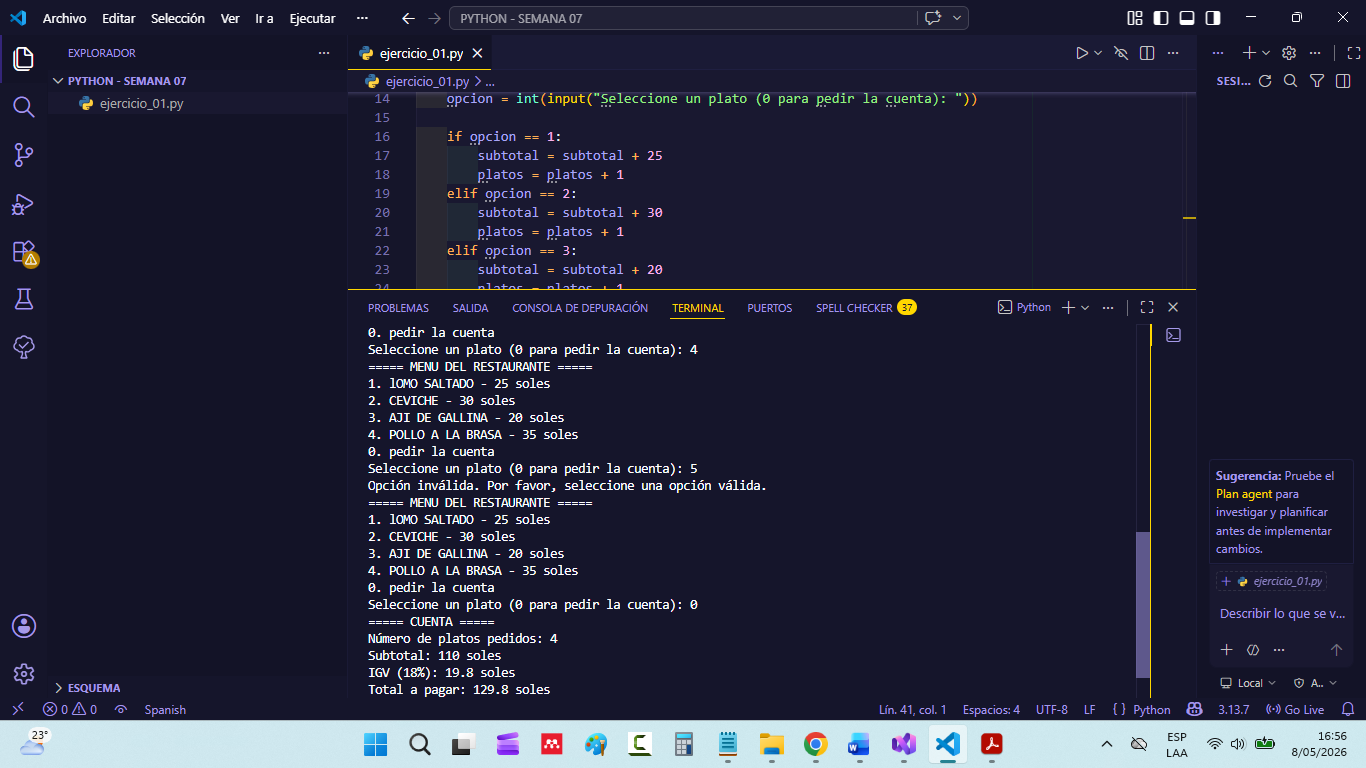 Archivo Editar Selección Ver Ir a Ejecutar ··· PYTHON - SEMANA 07
EXPLORADOR ···
PYTHON - SEMANA 07
ejercicio_01.py
ESQUEMA
ejercicio_01.py
ejercicio_01.py > ...
14 opcion = int(input("Seleccione un plato (0 para pedir la cuenta): "))
15
16 if opcion == 1:
17 subtotal = subtotal + 25
18 platos = platos + 1
19 elif opcion == 2:
20 subtotal = subtotal + 30
21 platos = platos + 1
22 elif opcion == 3:
23 subtotal = subtotal + 20
24 platos = platos + 1
PROBLEMAS SALIDA CONSOLA DE DEPURACIÓN TERMINAL PUERTOS SPELL CHECKER 37 Python
0. pedir la cuenta
Seleccione un plato (0 para pedir la cuenta): 4
===== MENU DEL RESTAURANTE =====
1. lOMO SALTADO - 25 soles
2. CEVICHE - 30 soles
3. AJI DE GALLINA - 20 soles
4. POLLO A LA BRASA - 35 soles
0. pedir la cuenta
Seleccione un plato (0 para pedir la cuenta): 5
Opción inválida. Por favor, seleccione una opción válida.
===== MENU DEL RESTAURANTE =====
1. lOMO SALTADO - 25 soles
2. CEVICHE - 30 soles
3. AJI DE GALLINA - 20 soles
4. POLLO A LA BRASA - 35 soles
0. pedir la cuenta
Seleccione un plato (0 para pedir la cuenta): 0
===== CUENTA =====
Número de platos pedidos: 4
Subtotal: 110 soles
IGV (18%): 19.8 soles
Total a pagar: 129.8 soles
SESI...
Sugerencia: Pruebe el
Plan agent para
investigar y planificar
antes de implementar
cambios.
ejercicio_01.py
Describir lo que se v...
Local A..
0 0 Spanish Lín. 41, col. 1 Espacios: 4 UTF-8 LF { } Python 3.13.7 Go Live
23°
ESP
LAA
16:56
8/05/2026